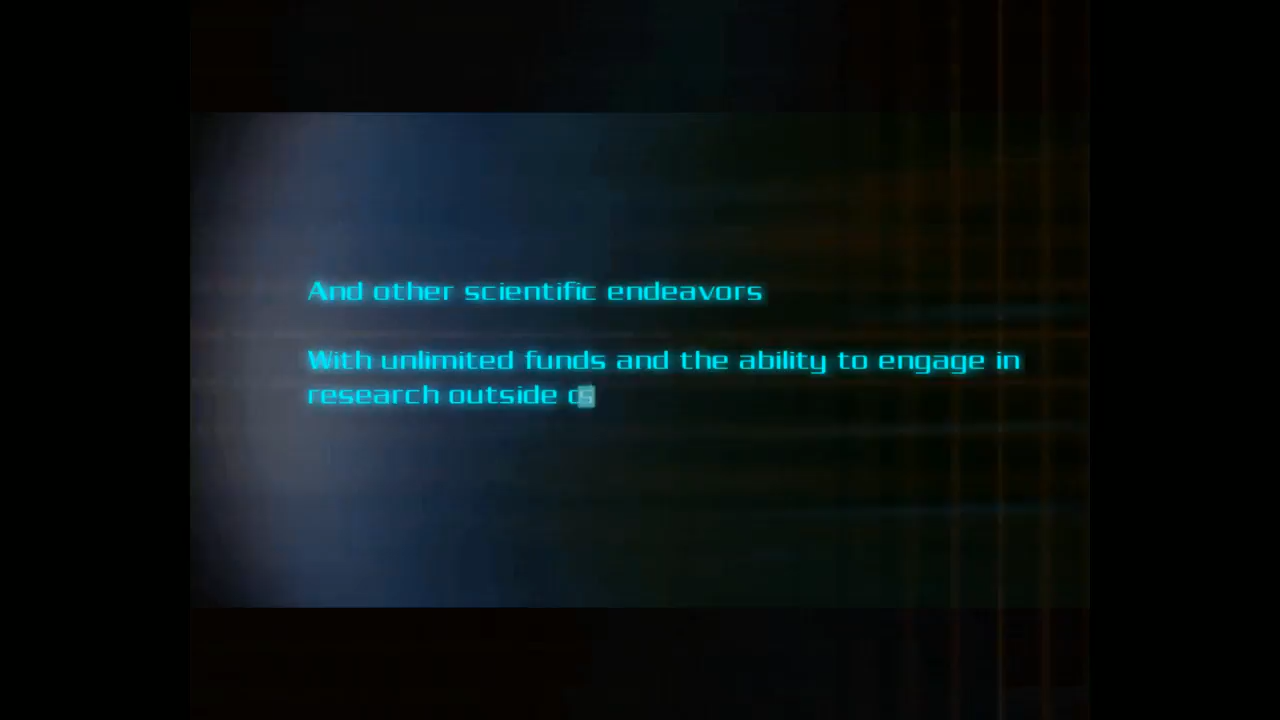 And other scientific endeavors
With unlimited funds and the ability to engage in
research outside